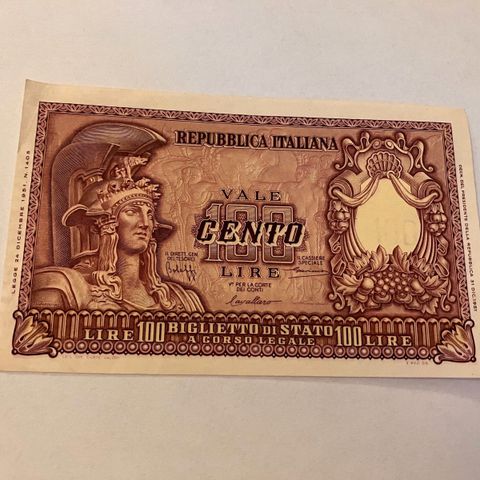 REPUBBLICA ITALIANA
VALE
100
CENTO
LIRE
IL DIRETT. GEN. DEL TESORO
IL CASSIERE SPECIALE
Vº PER LA CORTE DEI CONTI
Cavallaro
LIRE 100 BIGLIETTO DI STATO 100 LIRE
A CORSO LEGALE
LEGGE 24 DICEMBRE 1951, N. 1405